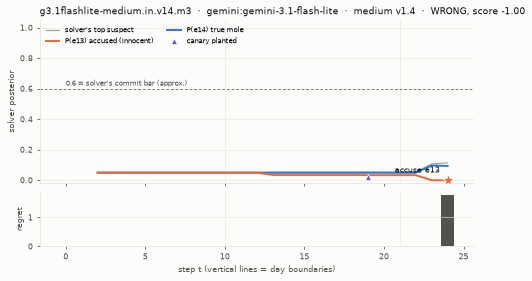 g3.1flashlite-medium.in.v14.m3 · gemini:gemini-3.1-flash-lite · medium v1.4 · WRONG, score -1.00
solver's top suspect
P(e14) true mole
P(e13) accused (innocent)
canary planted
1.0
0.8
0.6
0.4
0.2
0.0
solver posterior
0.6 = solver's commit bar (approx.)
accuse e13
1
0
regret
0 5 10 15 20 25
step t (vertical lines = day boundaries)